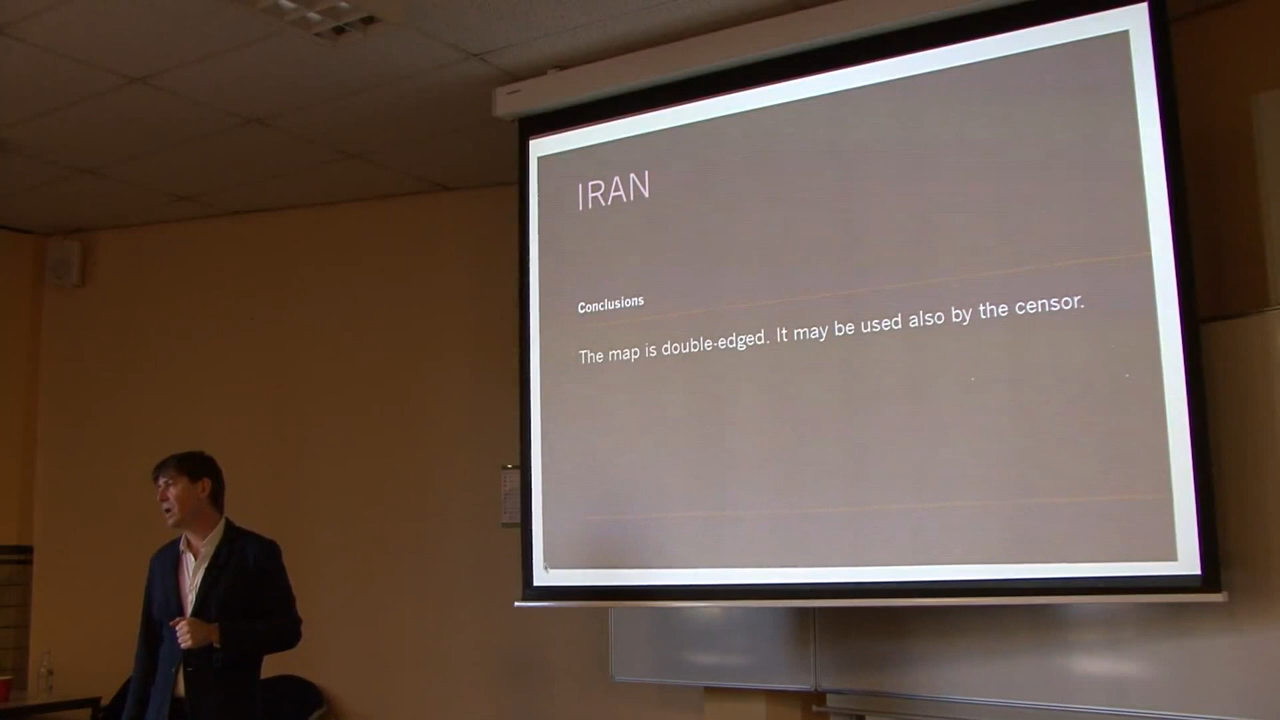 IRAN
Conclusions
The map is double-edged. It may be used also by the censor.